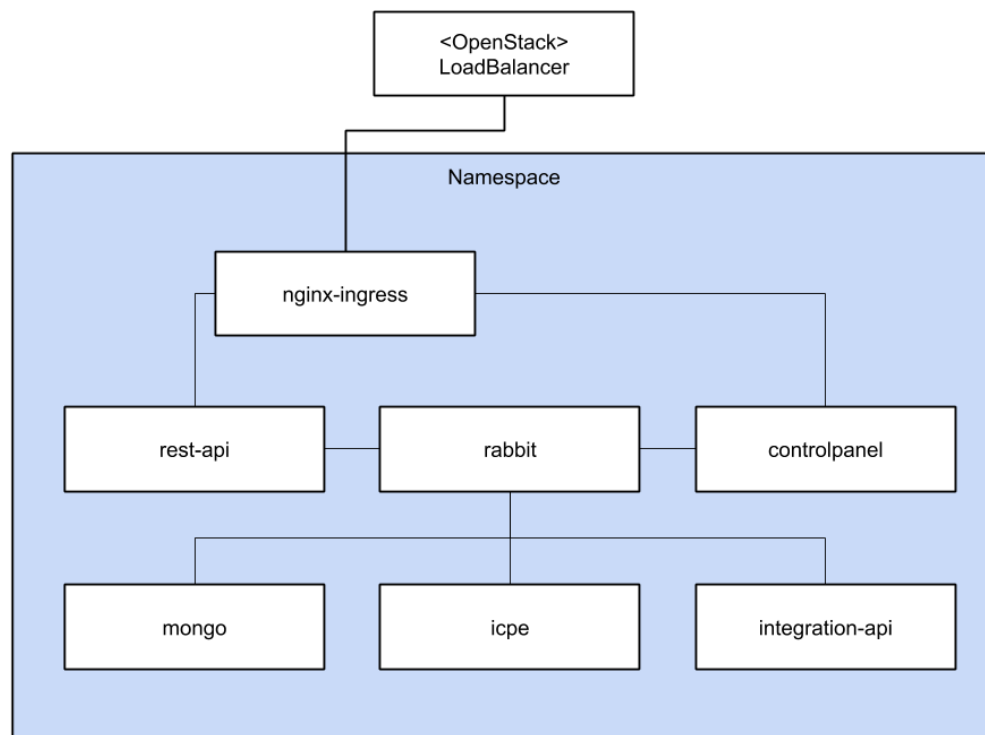 <OpenStack>
LoadBalancer
Namespace
nginx-ingress
rest-api
rabbit
controlpanel
mongo
icpe
integration-api